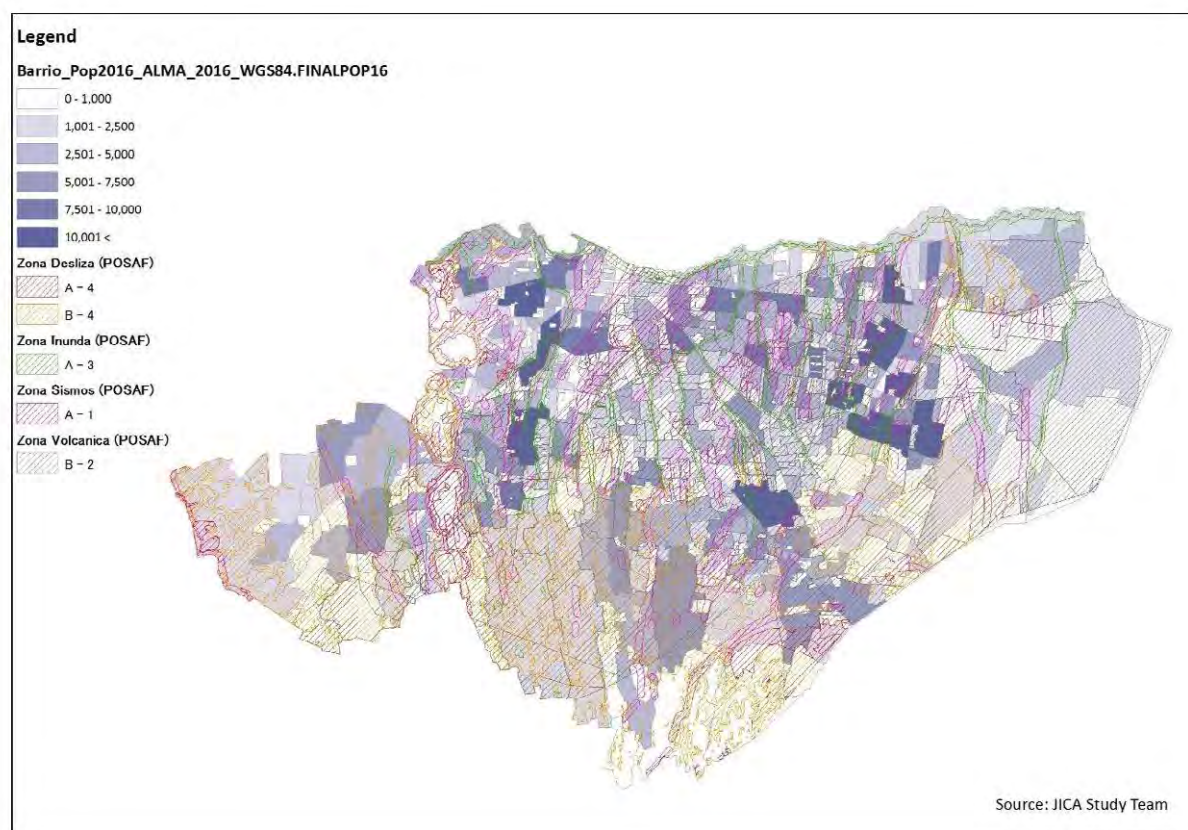 Legend
Barrio_Pop2016_ALMA_2016_WGS84.FINALPOP16
0 - 1,000
1,001 - 2,500
2,501 - 5,000
5,001 - 7,500
7,501 - 10,000
10,001 <
Zona Desliza (POSAF)
A - 4
B - 4
Zona Inunda (POSAF)
A - 3
Zona Sismos (POSAF)
A - 1
Zona Volcanica (POSAF)
B - 2
Source: JICA Study Team